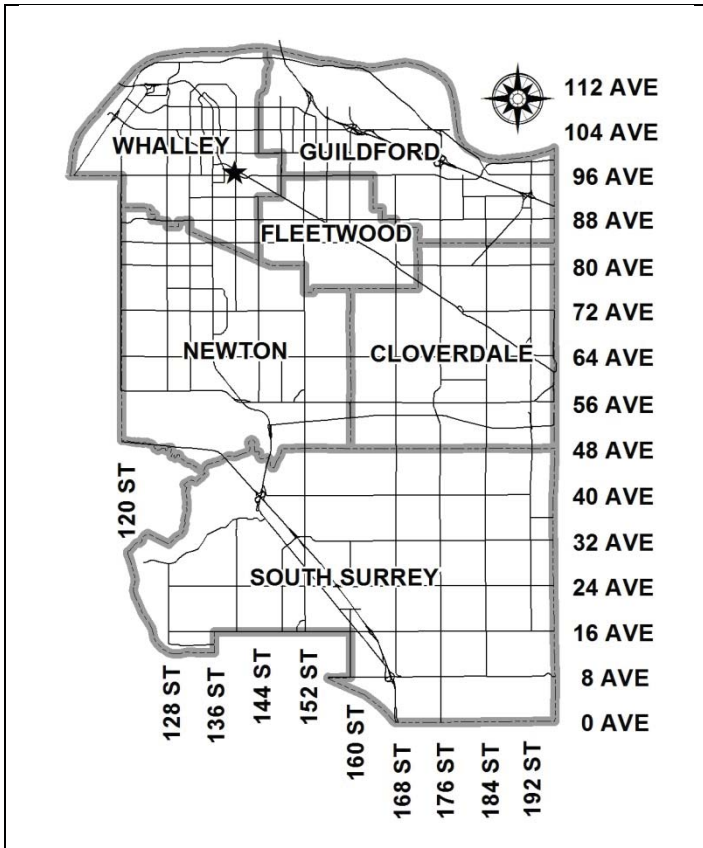 112 AVE
104 AVE
WHALLEY
GUILDFORD
96 AVE
88 AVE
FLEETWOOD
80 AVE
72 AVE
NEWTON
CLOVERDALE
64 AVE
56 AVE
48 AVE
120 ST
40 AVE
32 AVE
SOUTH SURREY
24 AVE
16 AVE
128 ST
136 ST
144 ST
152 ST
160 ST
8 AVE
0 AVE
168 ST
176 ST
184 ST
192 ST